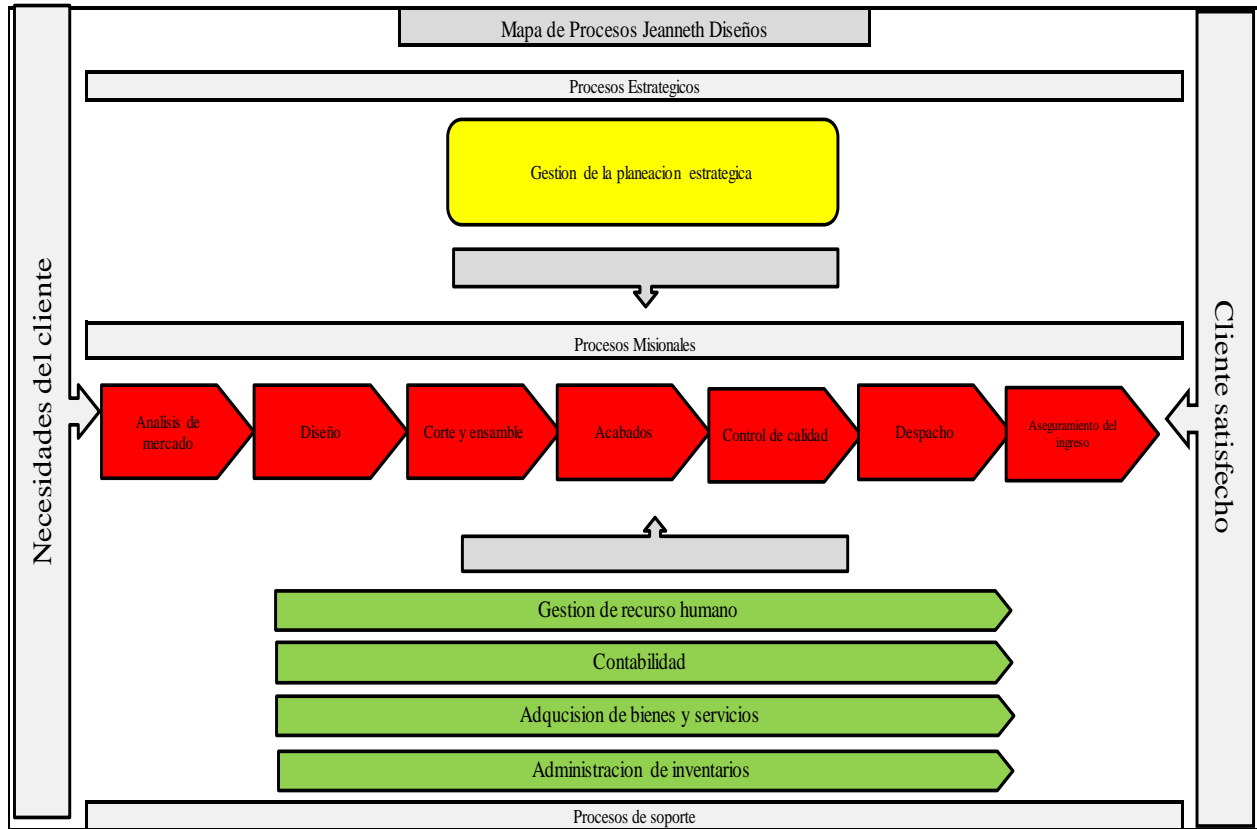 Mapa de Procesos Jeanneth Diseños
Procesos Estrategicos
Gestion de la planeacion estrategica
Necesidades del cliente
Procesos Misionales
Analisis de
mercado
Diseño
Corte y ensamble
Acabados
Control de calidad
Despacho
Aseguramiento del
ingreso
Cliente satisfecho
Gestion de recurso humano
Contabilidad
Adqucision de bienes y servicios
Administracion de inventarios
Procesos de soporte